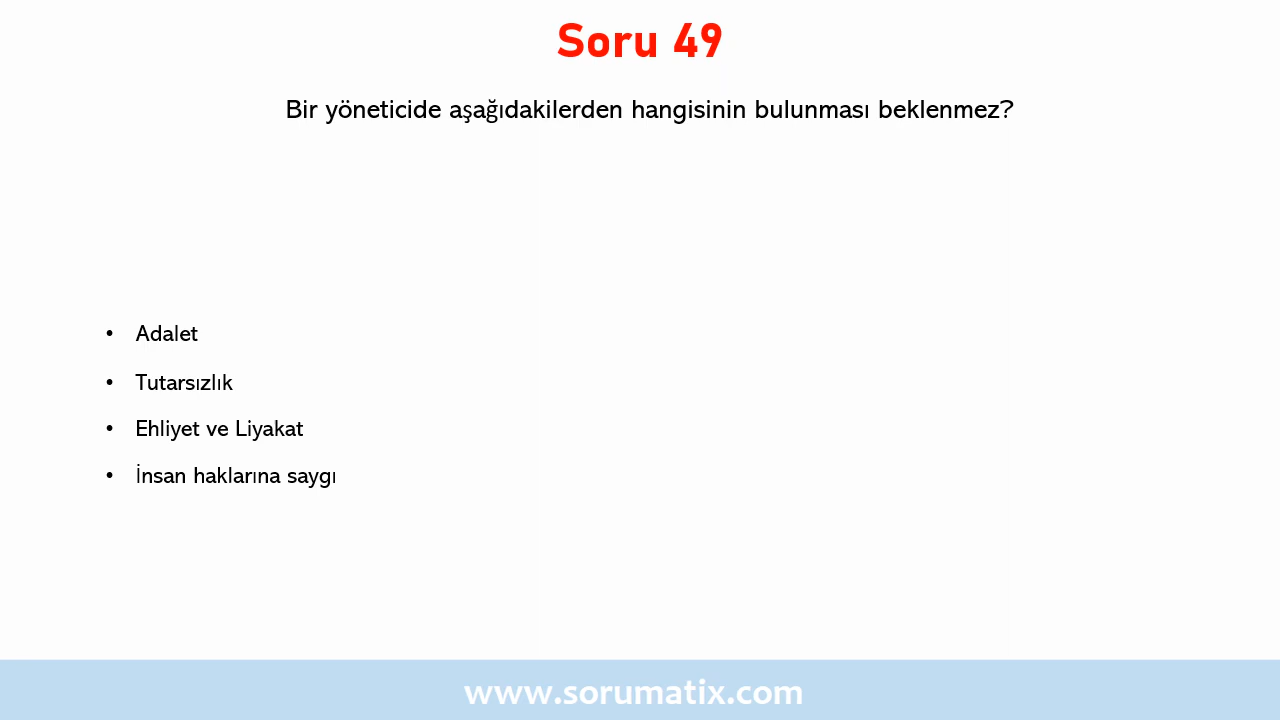 Soru 49
Bir yöneticide aşağıdakilerden hangisinin bulunması beklenmez?
• Adalet
• Tutarsızlık
• Ehliyet ve Liyakat
• İnsan haklarına saygı
www.sorumatix.com